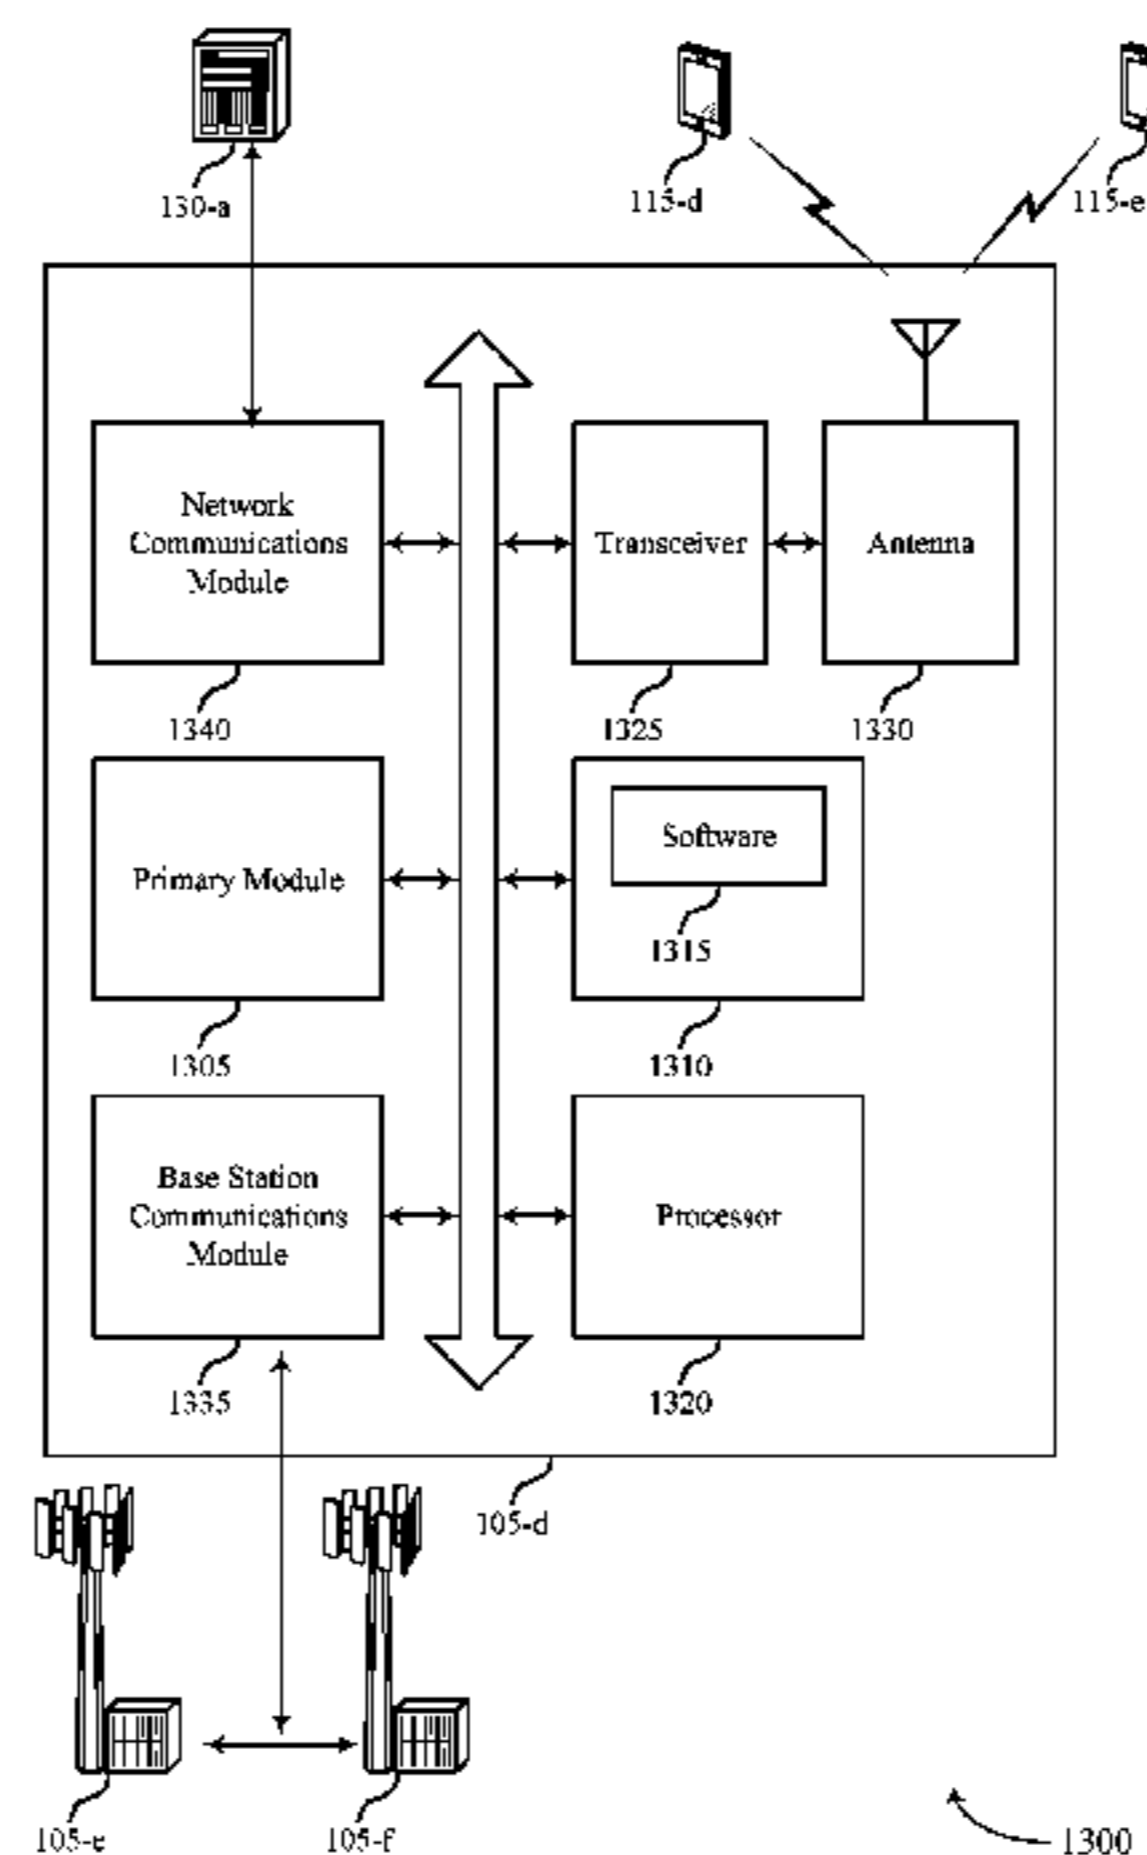 130-a
115-d
115-e
Network
Communications
Module
Transceiver
Antenna
1340
1325
1330
Primary Module
Software
1315
1305
1310
Base Station
Communications
Module
Processor
1335
1320
105-d
105-e
105-f
1300